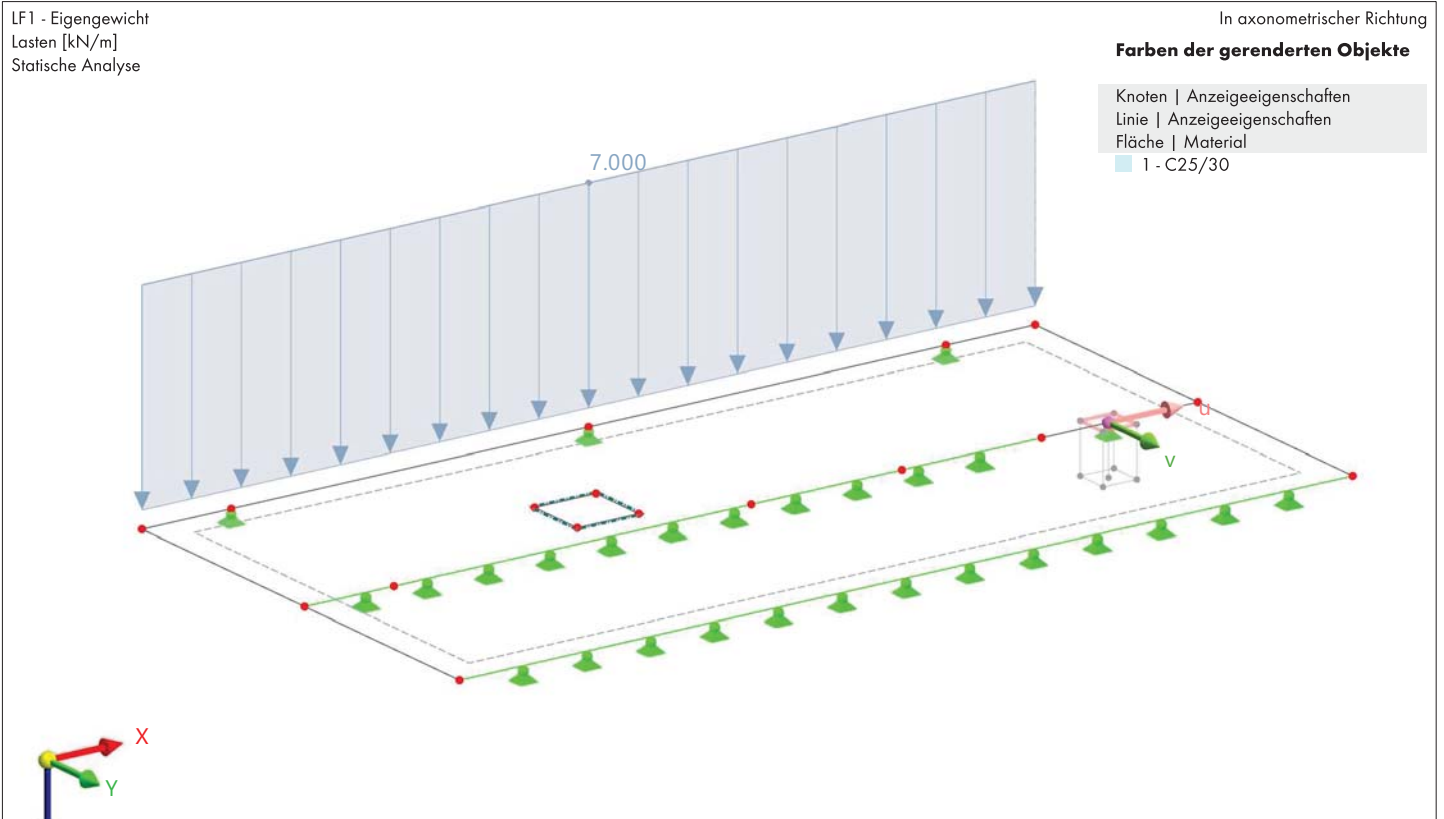 LF1 - Eigengewicht
Lasten [kN/m]
Statische Analyse
In axonometrischer Richtung
Farben der gerenderten Objekte
Knoten | Anzeigeeigenschaften
Linie | Anzeigeeigenschaften
Fläche | Material
1 - C25/30
7.000
u
v
X
Y